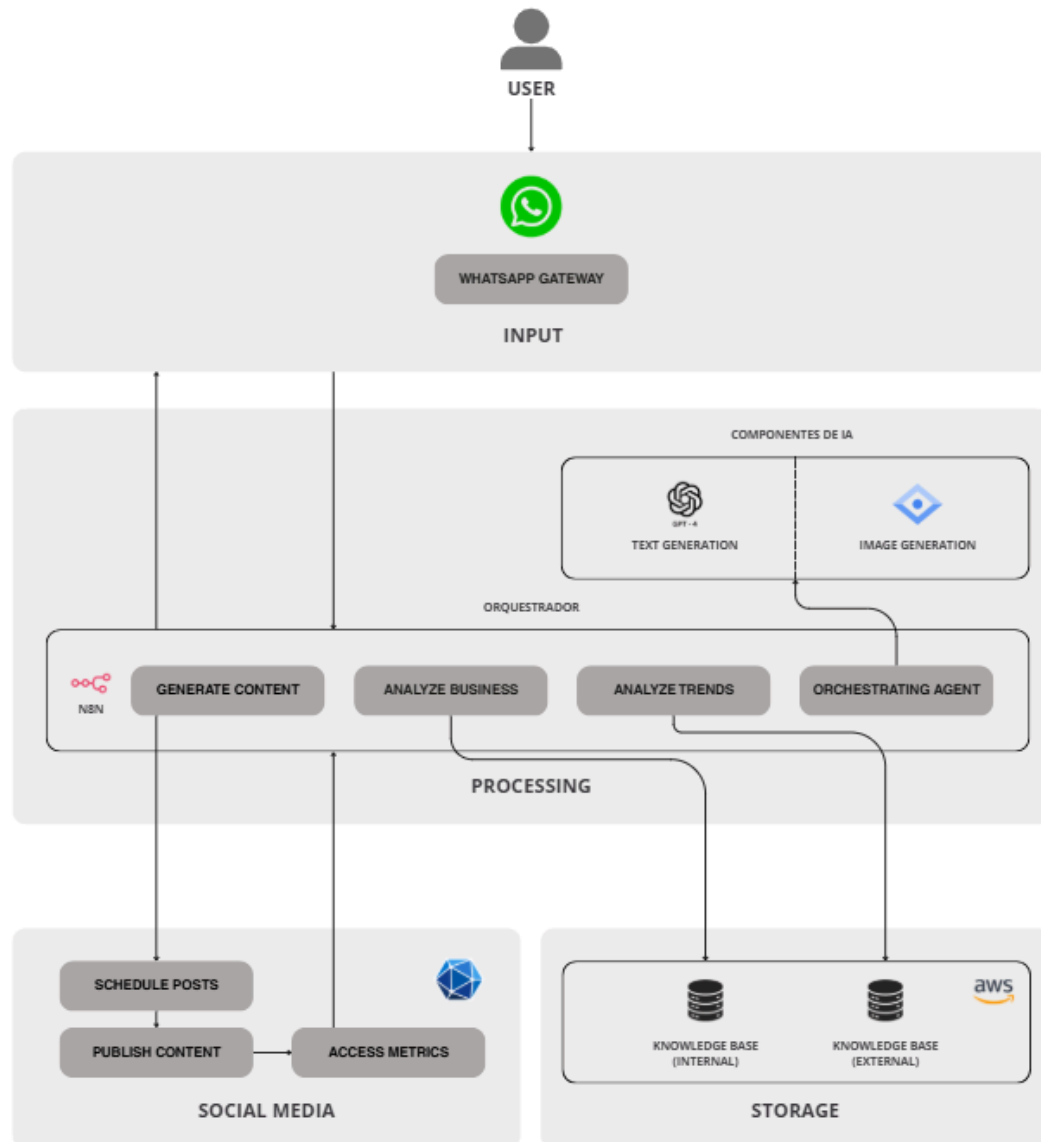 USER
WHATSAPP GATEWAY
INPUT
COMPONENTES DE IA
GPT - 4
TEXT GENERATION
IMAGE GENERATION
ORQUESTRADOR
N8N
GENERATE CONTENT
ANALYZE BUSINESS
ANALYZE TRENDS
ORCHESTRATING AGENT
PROCESSING
SCHEDULE POSTS
PUBLISH CONTENT
ACCESS METRICS
SOCIAL MEDIA
aws
KNOWLEDGE BASE
(INTERNAL)
KNOWLEDGE BASE
(EXTERNAL)
STORAGE